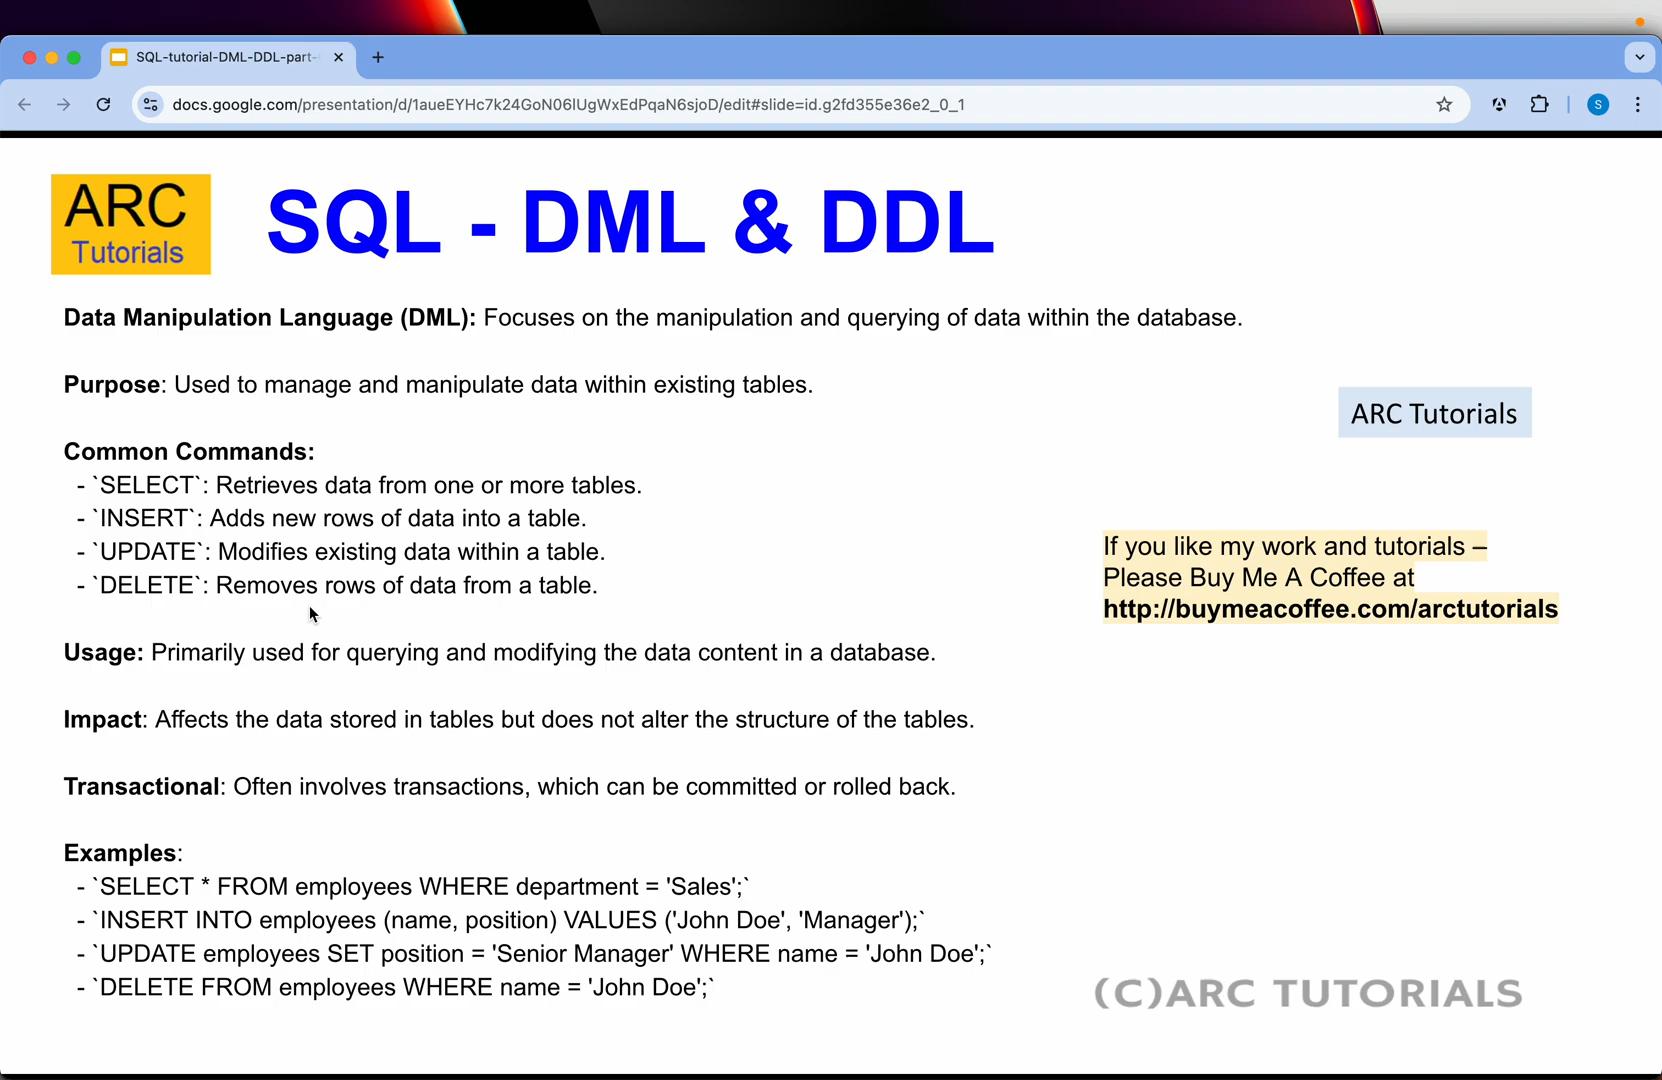 SQL-tutorial-DML-DDL-part-
docs.google.com/presentation/d/1aueEYHc7k24GoN06lUgWxEdPqaN6sjoD/edit#slide=id.g2fd355e36e2_0_1
S
ARC
Tutorials
SQL - DML & DDL
Data Manipulation Language (DML): Focuses on the manipulation and querying of data within the database.
Purpose: Used to manage and manipulate data within existing tables.
Common Commands:
- `SELECT`: Retrieves data from one or more tables.
- `INSERT`: Adds new rows of data into a table.
- `UPDATE`: Modifies existing data within a table.
- `DELETE`: Removes rows of data from a table.
Usage: Primarily used for querying and modifying the data content in a database.
Impact: Affects the data stored in tables but does not alter the structure of the tables.
Transactional: Often involves transactions, which can be committed or rolled back.
Examples:
- `SELECT * FROM employees WHERE department = 'Sales';`
- `INSERT INTO employees (name, position) VALUES ('John Doe', 'Manager');`
- `UPDATE employees SET position = 'Senior Manager' WHERE name = 'John Doe';`
- `DELETE FROM employees WHERE name = 'John Doe';`
ARC Tutorials
If you like my work and tutorials –
Please Buy Me A Coffee at
http://buymeacoffee.com/arctutorials
(C)ARC TUTORIALS